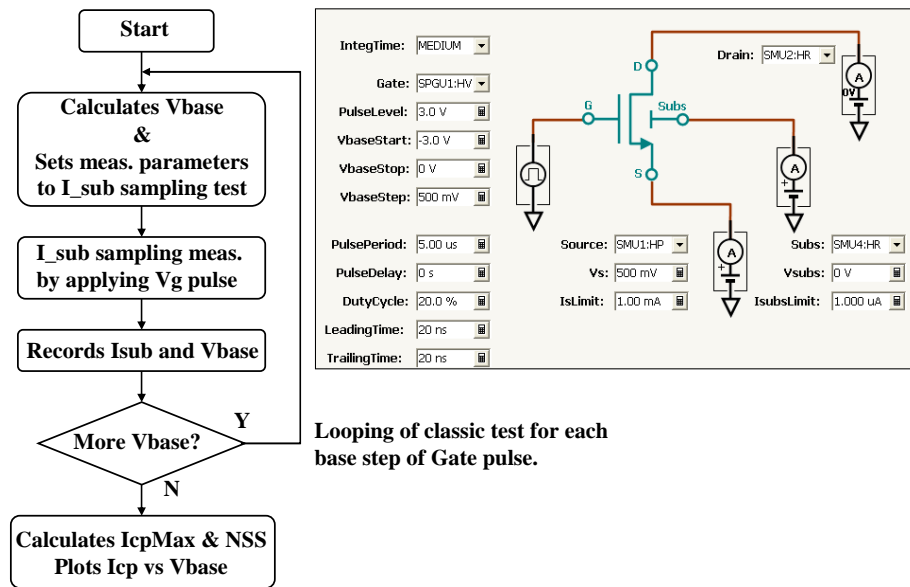 Start
Calculates Vbase
&
Sets meas. parameters
to I_sub sampling test
I_sub sampling meas.
by applying Vg pulse
Records Isub and Vbase
More Vbase?
Y
N
Calculates IcpMax & NSS
Plots Icp vs Vbase
IntegTime: MEDIUM
Gate: SPGU1:HV
PulseLevel: 3.0 V
VbaseStart: -3.0 V
VbaseStop: 0 V
VbaseStep: 500 mV
PulsePeriod: 5.00 us
PulseDelay: 0 s
DutyCycle: 20.0 %
LeadingTime: 20 ns
TrailingTime: 20 ns
D
G
Subs
S
Drain: SMU2:HR
A
0V
A
+
A
+
Source: SMU1:HP
Vs: 500 mV
IsLimit: 1.00 mA
Subs: SMU4:HR
Vsubs: 0 V
IsubsLimit: 1.000 uA
Looping of classic test for each
base step of Gate pulse.